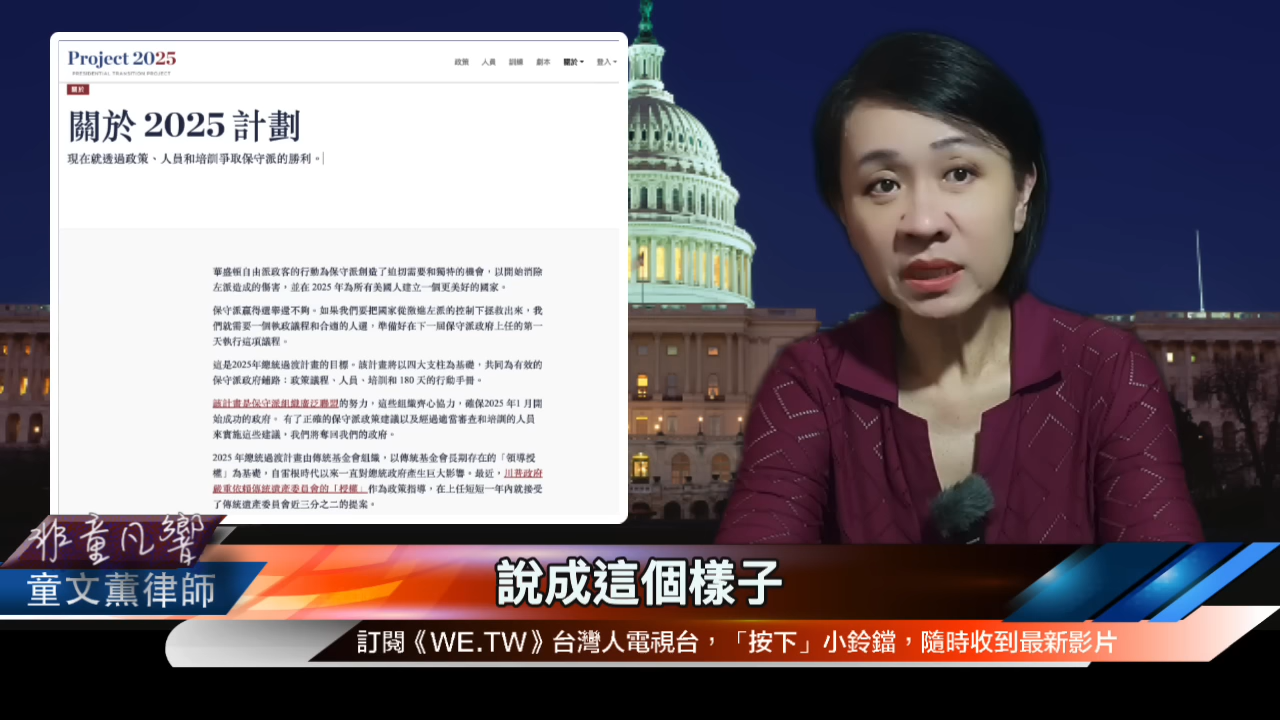 Project 2025
PRESIDENTIAL TRANSITION PROJECT
政策 人員 訓練 劇本 關於 登入
關於
關於 2025 計劃
現在就透過政策、人員和培訓爭取保守派的勝利。
華盛頓自由派政客的行動為保守派創造了迫切需要和獨特的機會，以開始消除
左派造成的傷害，並在 2025 年為所有美國人建立一個更美好的國家。
保守派贏得選舉還不夠。如果我們要把國家從激進左派的控制下拯救出來，我
們就需要一個執政議程和合適的人選，準備好在下一屆保守派政府上任的第一
天執行這項議程。
這是2025年總統過渡計畫的目標。該計畫將以四大支柱為基礎，共同為有效的
保守派政府鋪路：政策議程、人員、培訓和 180 天的行動手冊。
該計畫是保守派組織廣泛聯盟的努力，這些組織齊心協力，確保2025 年1 月開
始成功的政府。 有了正確的保守派政策建議以及經過適當審查和培訓的人員
來實施這些建議，我們將奪回我們的政府。
2025 年總統過渡計畫由傳統基金會組織，以傳統基金會長期存在的「領導授
權」為基礎，自雷根時代以來一直對總統政府產生巨大影響。最近，川普政府
嚴重依賴傳統遺產委員會的「授權」作為政策指導，在上任短短一年內就接受
了傳統遺產委員會近三分之二的提案。
非童凡響
童文薰律師
說成這個樣子
訂閱《WE.TW》台灣人電視台，「按下」小鈴鐺，隨時收到最新影片